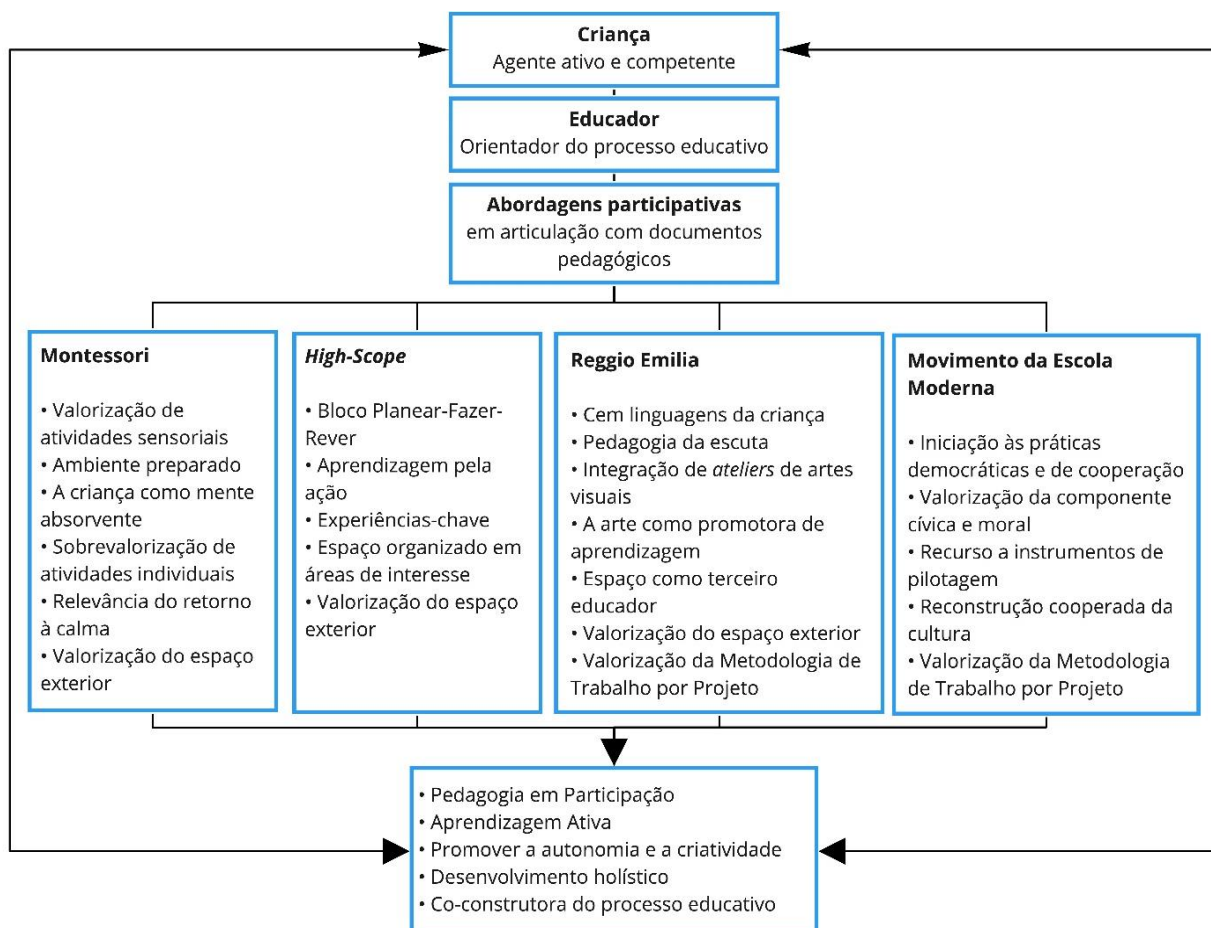 Criança
Agente ativo e competente
Educador
Orientador do processo educativo
Abordagens participativas
em articulação com documentos
pedagógicos
Montessori
• Valorização de
atividades sensoriais
• Ambiente preparado
• A criança como mente
absorvente
• Sobrevalorização de
atividades individuais
• Relevância do retorno
à calma
• Valorização do espaço
exterior
High-Scope
• Bloco Planear-Fazer-
Rever
• Aprendizagem pela
ação
• Experiências-chave
• Espaço organizado em
áreas de interesse
• Valorização do espaço
exterior
Reggio Emilia
• Cem linguagens da criança
• Pedagogia da escuta
• Integração de ateliers de artes
visuais
• A arte como promotora de
aprendizagem
• Espaço como terceiro
educador
• Valorização do espaço exterior
• Valorização da Metodologia de
Trabalho por Projeto
Movimento da Escola
Moderna
• Iniciação às práticas
democráticas e de cooperação
• Valorização da componente
cívica e moral
• Recurso a instrumentos de
pilotagem
• Reconstrução cooperada da
cultura
• Valorização da Metodologia
de Trabalho por Projeto
• Pedagogia em Participação
• Aprendizagem Ativa
• Promover a autonomia e a criatividade
• Desenvolvimento holístico
• Co-construtora do processo educativo